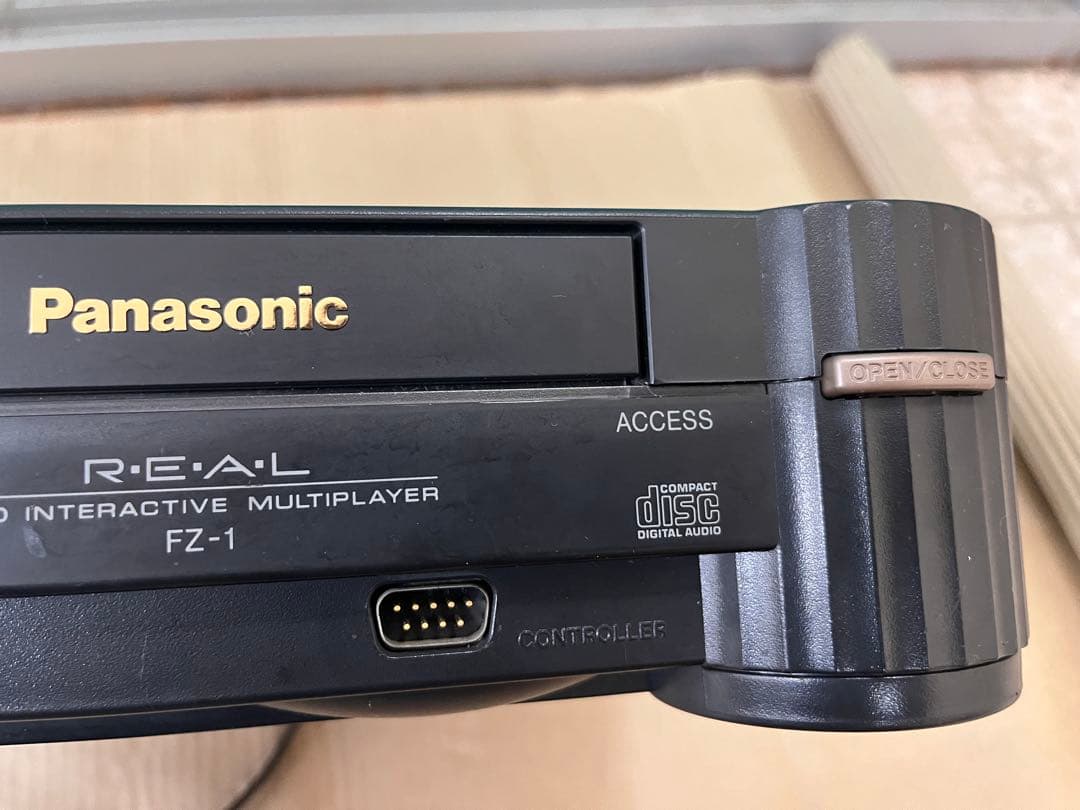 Panasonic
OPEN/CLOSE
ACCESS
R·E·A·L
INTERACTIVE MULTIPLAYER
FZ-1
COMPACT
disc
DIGITAL AUDIO
CONTROLLER